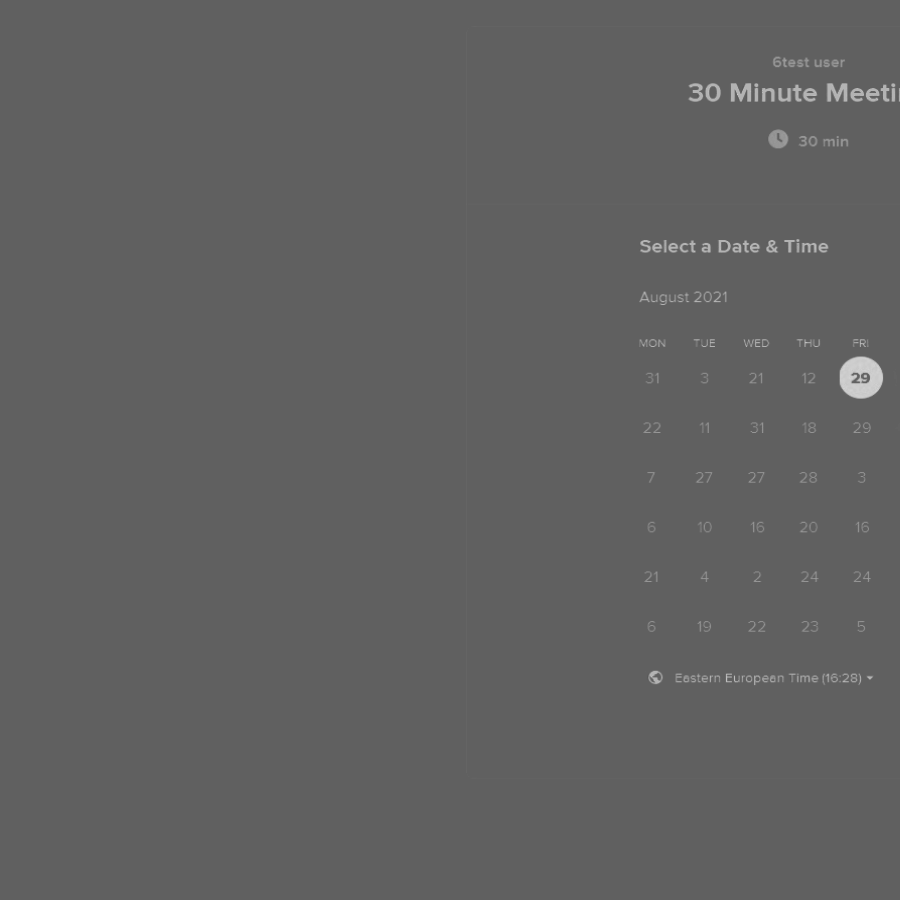 6test user
30 Minute Meeti
30 min
Select a Date & Time
August 2021
MON TUE WED THU FRI
31 3 21 12 29
22 11 31 18 29
7 27 27 28 3
6 10 16 20 16
21 4 2 24 24
6 19 22 23 5
Eastern European Time (16:28)